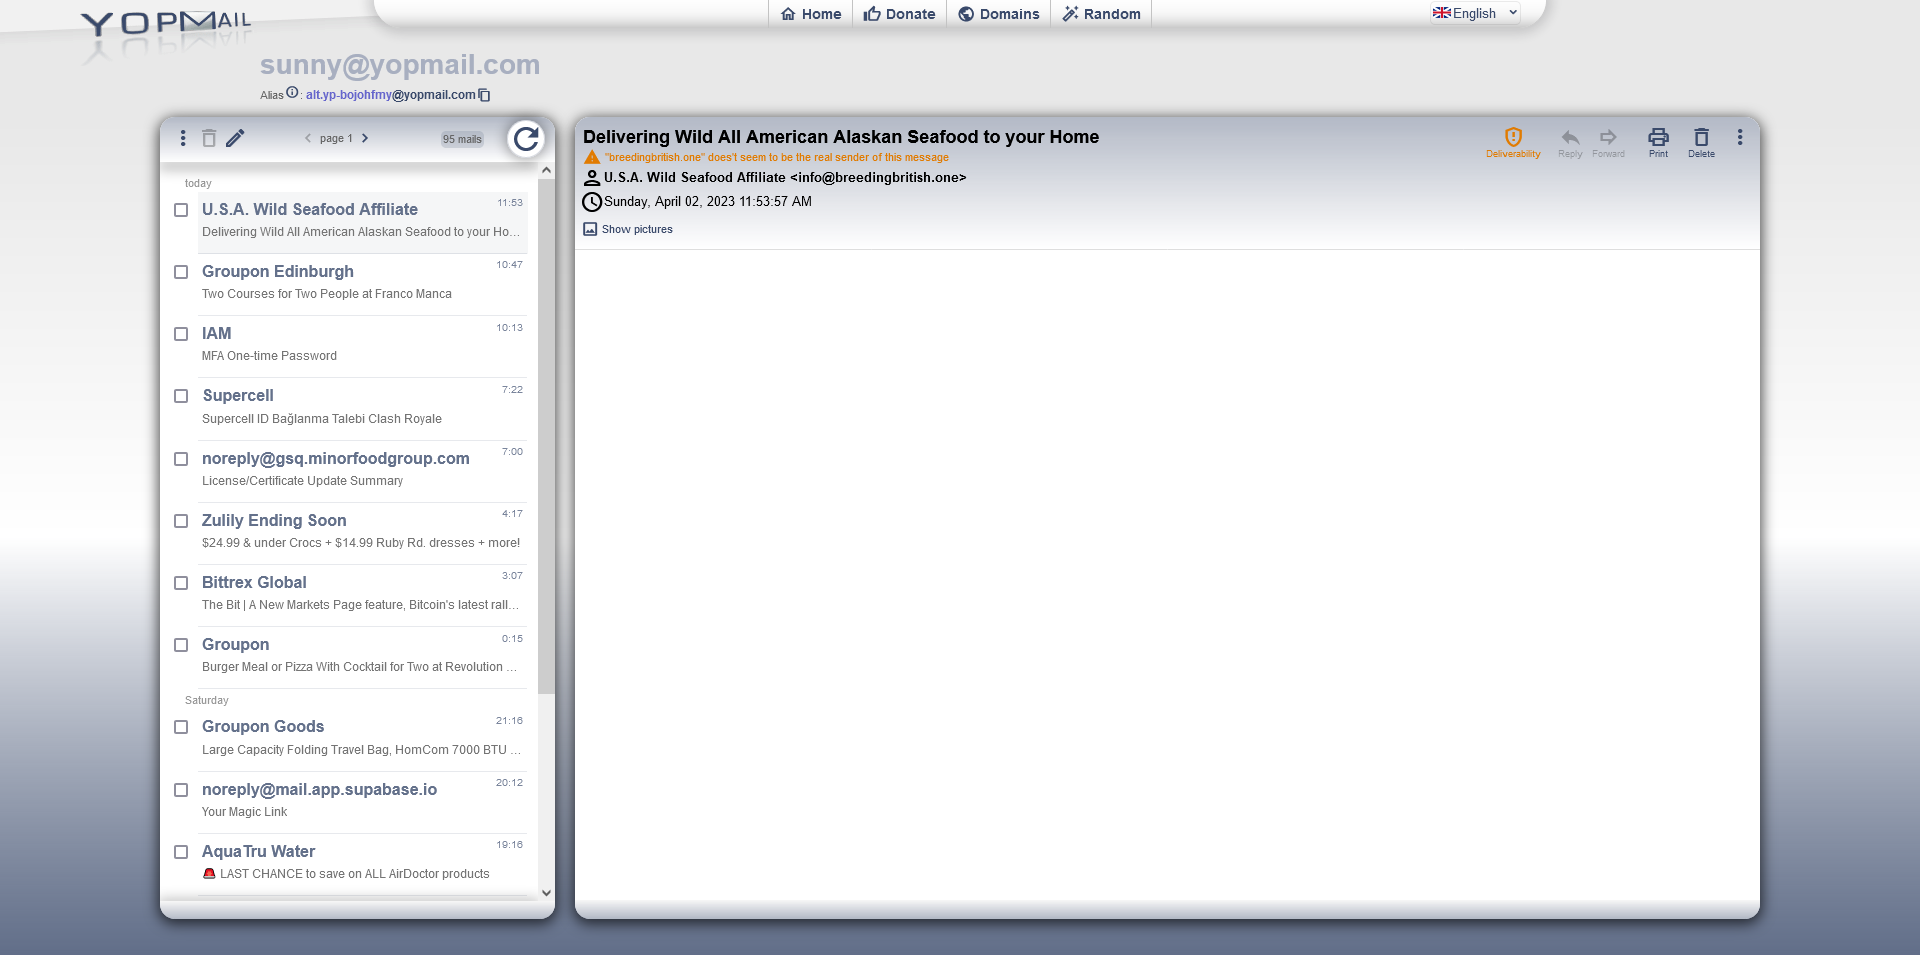 YOPMAIL
Home
Donate
Domains
Random
English
sunny@yopmail.com
Alias : alt.yp-bojohfmy@yopmail.com
page 1
95 mails
today
U.S.A. Wild Seafood Affiliate 11:53
Delivering Wild All American Alaskan Seafood to your Ho...
Groupon Edinburgh 10:47
Two Courses for Two People at Franco Manca
IAM 10:13
MFA One-time Password
Supercell 7:22
Supercell ID Bağlanma Talebi Clash Royale
noreply@gsq.minorfoodgroup.com 7:00
License/Certificate Update Summary
Zulily Ending Soon 4:17
$24.99 & under Crocs + $14.99 Ruby Rd. dresses + more!
Bittrex Global 3:07
The Bit | A New Markets Page feature, Bitcoin's latest rall...
Groupon 0:15
Burger Meal or Pizza With Cocktail for Two at Revolution ...
Saturday
Groupon Goods 21:16
Large Capacity Folding Travel Bag, HomCom 7000 BTU ...
noreply@mail.app.supabase.io 20:12
Your Magic Link
AquaTru Water 19:16
🚨 LAST CHANCE to save on ALL AirDoctor products
Delivering Wild All American Alaskan Seafood to your Home
"breedingbritish.one" does't seem to be the real sender of this message
U.S.A. Wild Seafood Affiliate <info@breedingbritish.one>
Sunday, April 02, 2023 11:53:57 AM
Show pictures
Deliverability
Reply
Forward
Print
Delete